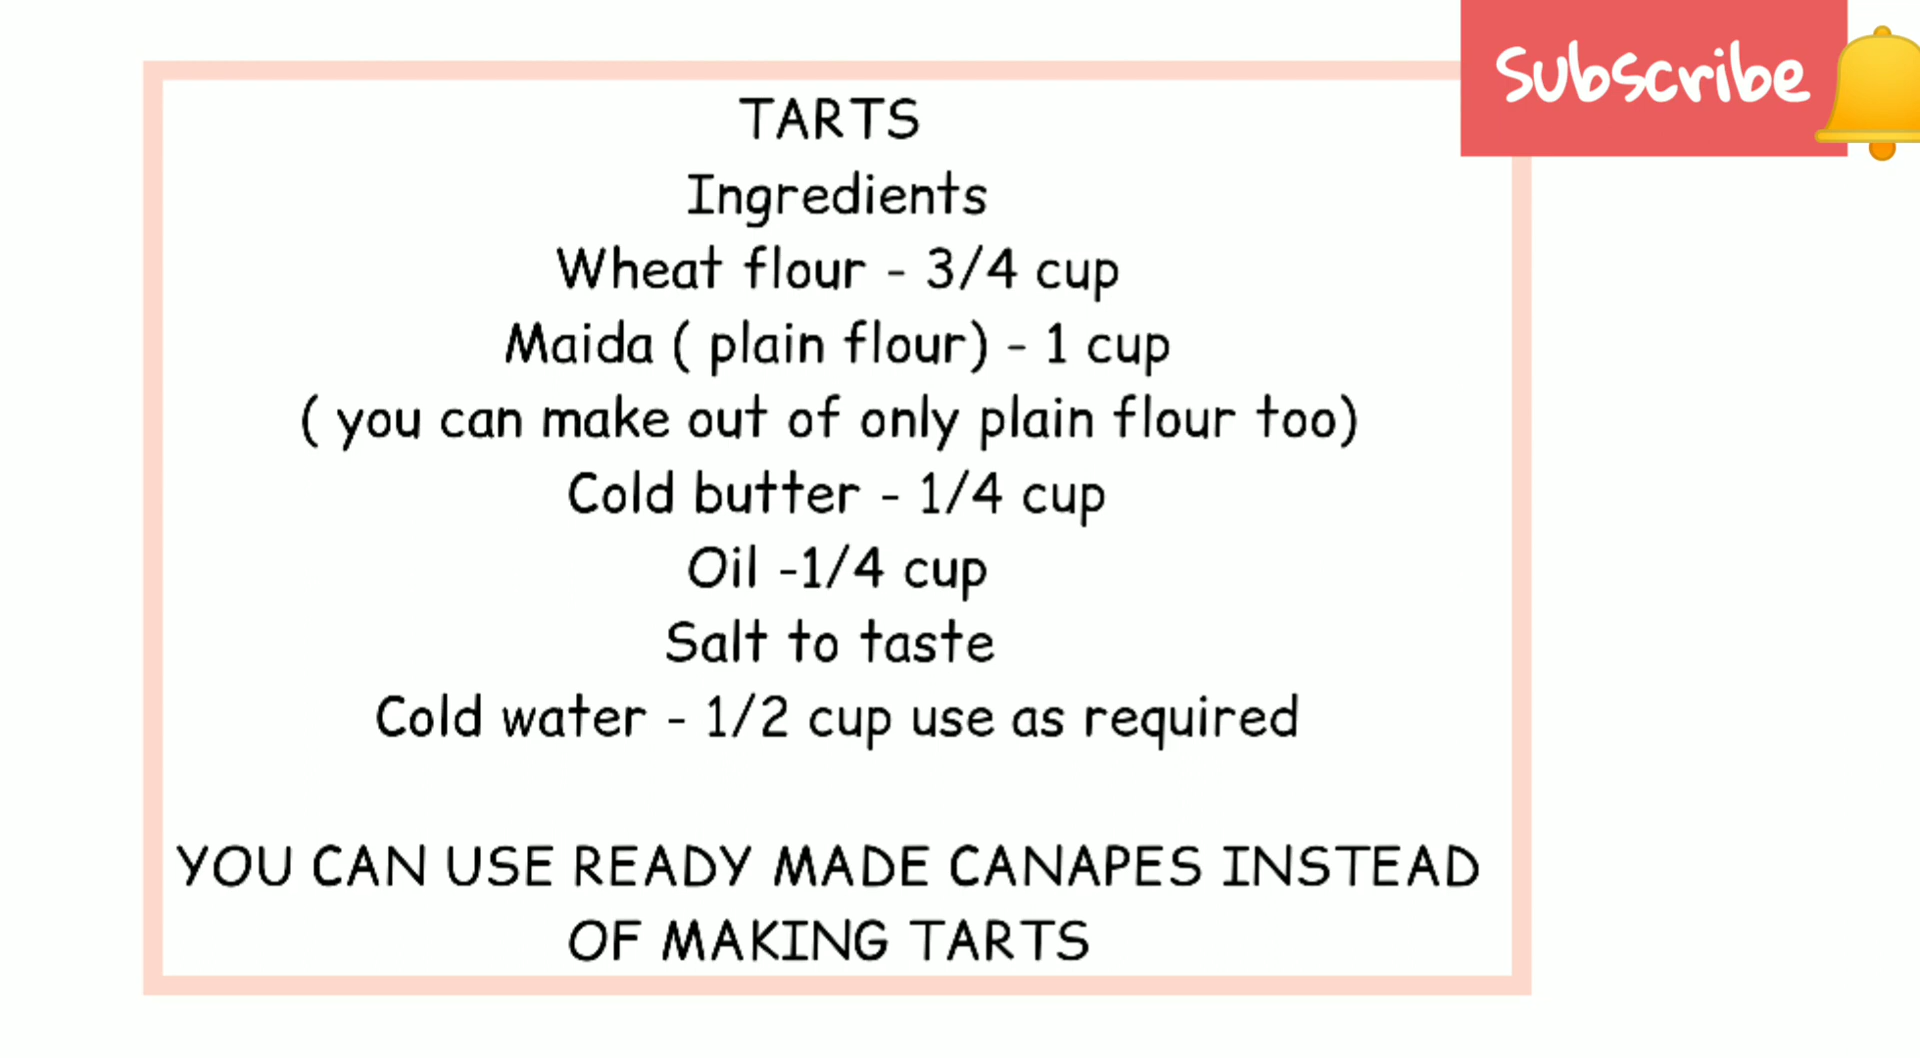 Subscribe
TARTS
Ingredients
Wheat flour - 3/4 cup
Maida ( plain flour) - 1 cup
( you can make out of only plain flour too)
Cold butter - 1/4 cup
Oil -1/4 cup
Salt to taste
Cold water - 1/2 cup use as required
YOU CAN USE READY MADE CANAPES INSTEAD
OF MAKING TARTS